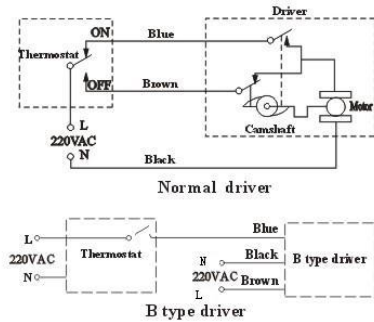 Driver
ON Blue
Thermostat
OFF Brown
L
220VAC
N
Camshaft
Motor
Black
Normal driver
L
220VAC
N
Thermostat
Blue
N Black
220VAC
L Brown
B type driver
B type driver